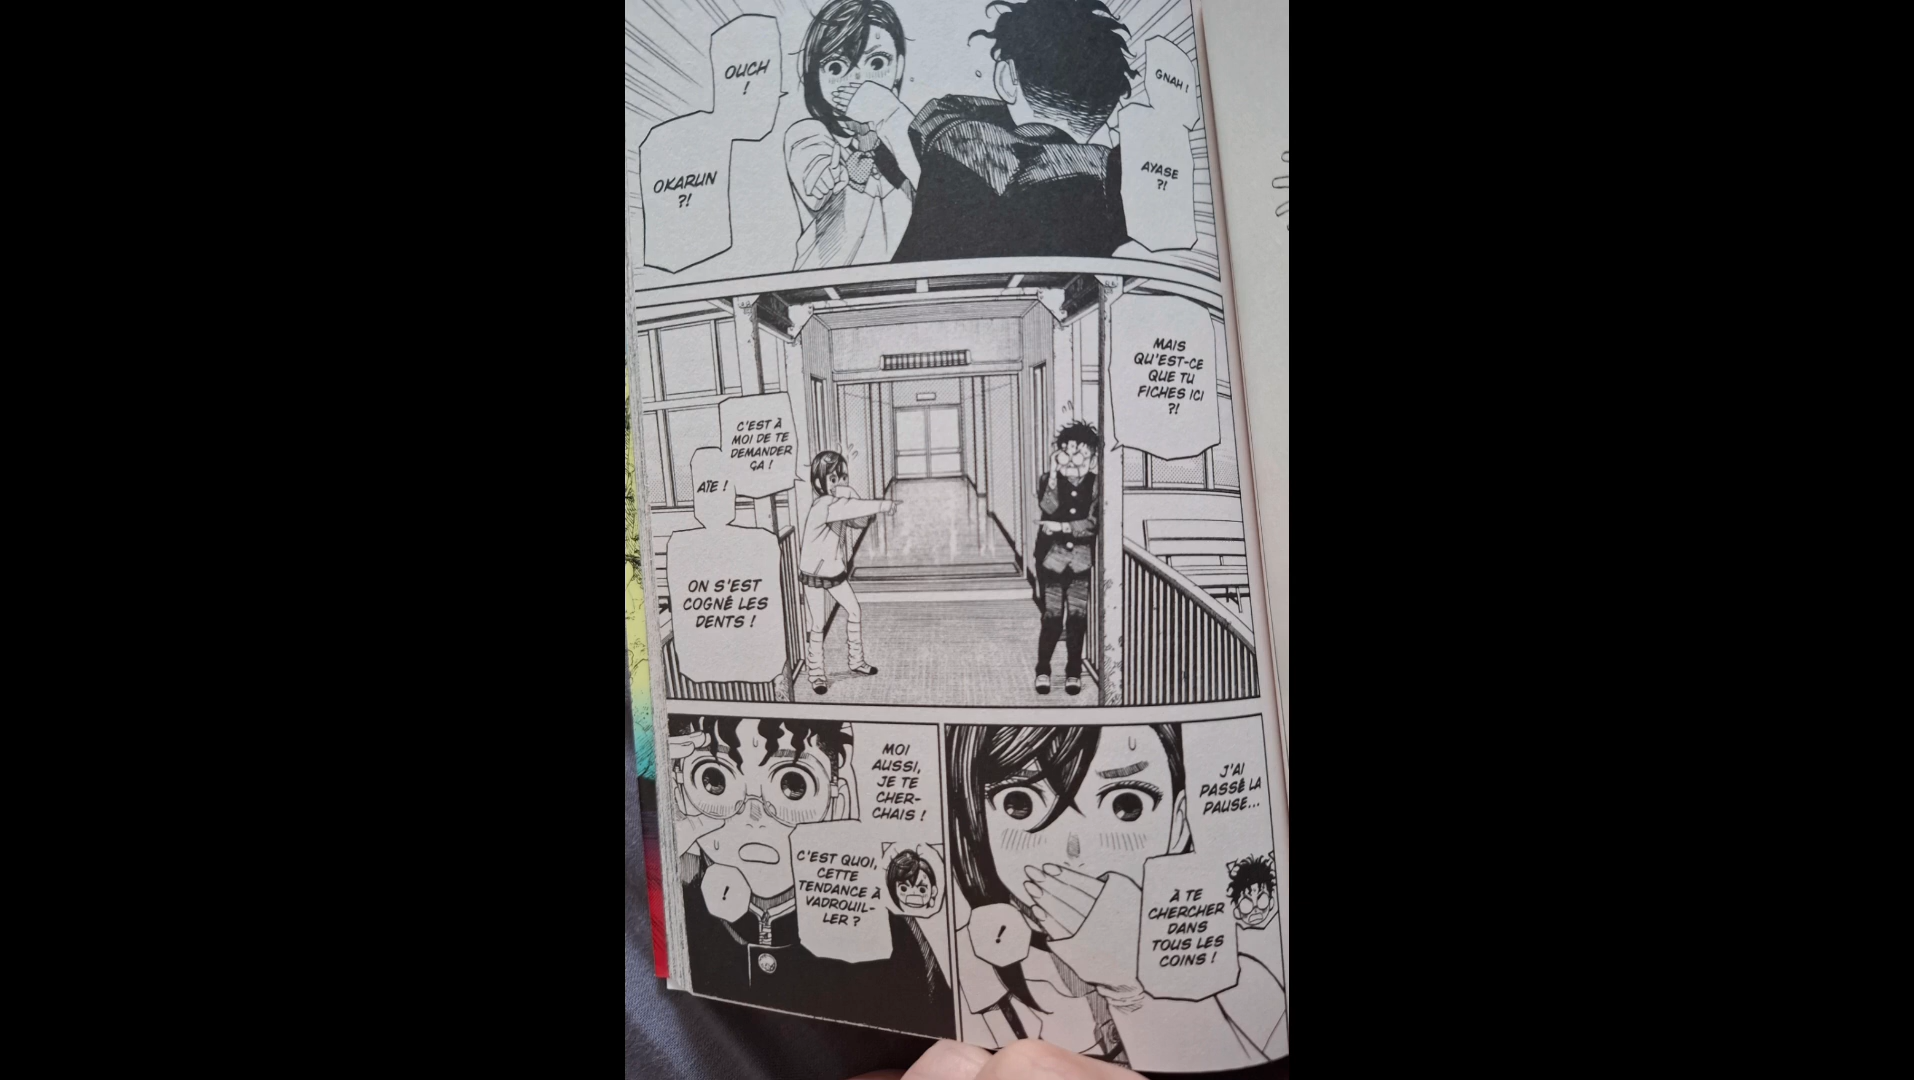 GNAH !
AYASE
?!
OUCH
!
OKARUN
?!
MAIS
QU'EST-CE
QUE TU
FICHES ICI
?!
C'EST À
MOI DE TE
DEMANDER
ÇA !
AÏE !
ON S'EST
COGNÉ LES
DENTS !
J'AI
PASSÉ LA
PAUSE...
À TE
CHERCHER
DANS
TOUS LES
COINS !
!
MOI
AUSSI,
JE TE
CHER-
CHAIS !
C'EST QUOI,
CETTE
TENDANCE À
VADROUIL-
LER ?
!